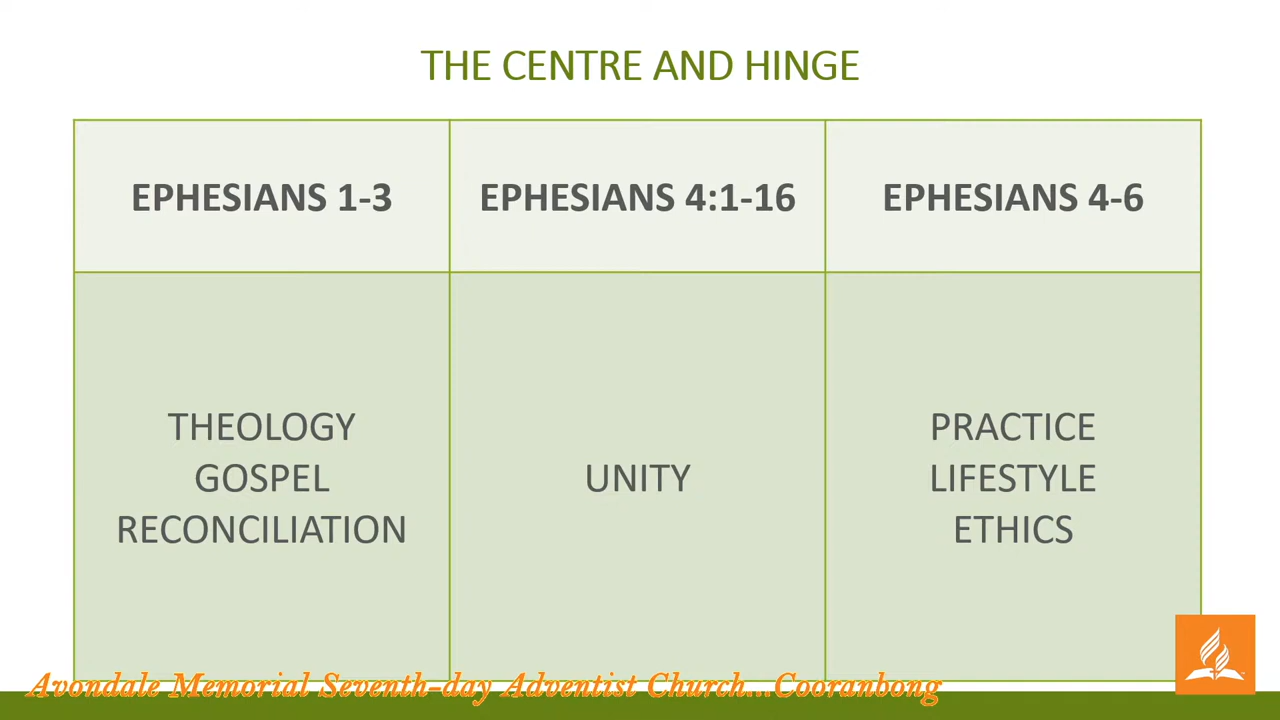 THE CENTRE AND HINGE
EPHESIANS 1-3
EPHESIANS 4:1-16
EPHESIANS 4-6
THEOLOGY
GOSPEL
RECONCILIATION
UNITY
PRACTICE
LIFESTYLE
ETHICS
Avondale Memorial Seventh-day Adventist Church...Cooranbong